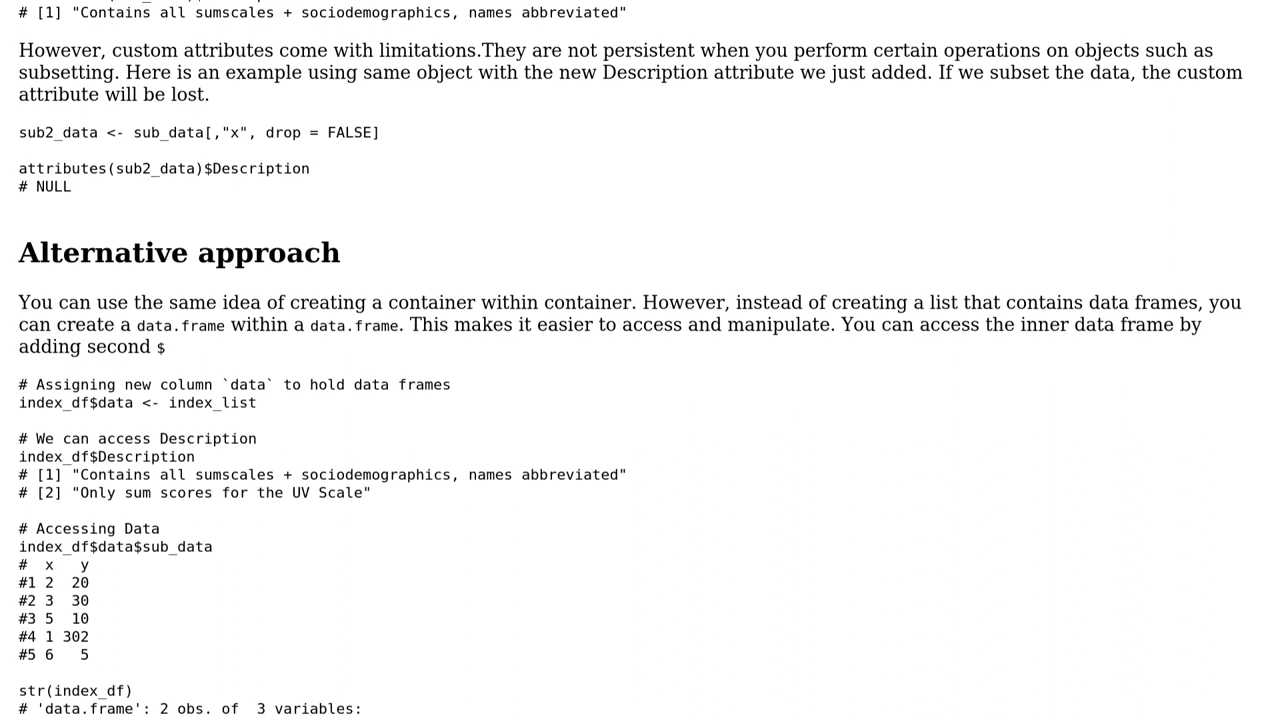 # [1] "Contains all sumscales + sociodemographics, names abbreviated"
However, custom attributes come with limitations.They are not persistent when you perform certain operations on objects such as
subsetting. Here is an example using same object with the new Description attribute we just added. If we subset the data, the custom
attribute will be lost.
sub2_data <- sub_data[,"x", drop = FALSE]
attributes(sub2_data)$Description
# NULL
Alternative approach
You can use the same idea of creating a container within container. However, instead of creating a list that contains data frames, you
can create a data.frame within a data.frame. This makes it easier to access and manipulate. You can access the inner data frame by
adding second $
# Assigning new column `data` to hold data frames
index_df$data <- index_list
# We can access Description
index_df$Description
# [1] "Contains all sumscales + sociodemographics, names abbreviated"
# [2] "Only sum scores for the UV Scale"
# Accessing Data
index_df$data$sub_data
#  x   y
#1 2  20
#2 3  30
#3 5  10
#4 1 302
#5 6   5
str(index_df)
# 'data.frame': 2 obs. of  3 variables: